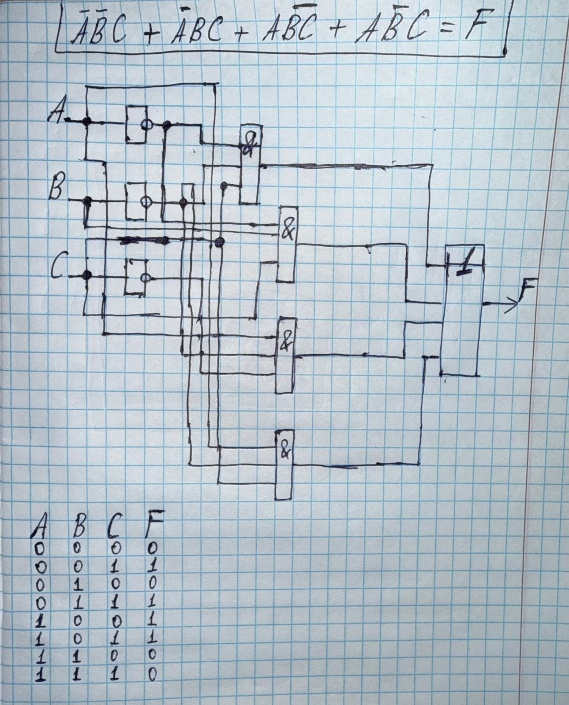 A̅B̅C + A̅BC + AB̅C̅ + AB̅C = F
A
&
B
&
C
1
F
&
&
A B C F
0 0 0 0
0 0 1 1
0 1 0 0
0 1 1 1
1 0 0 1
1 0 1 1
1 1 0 0
1 1 1 0